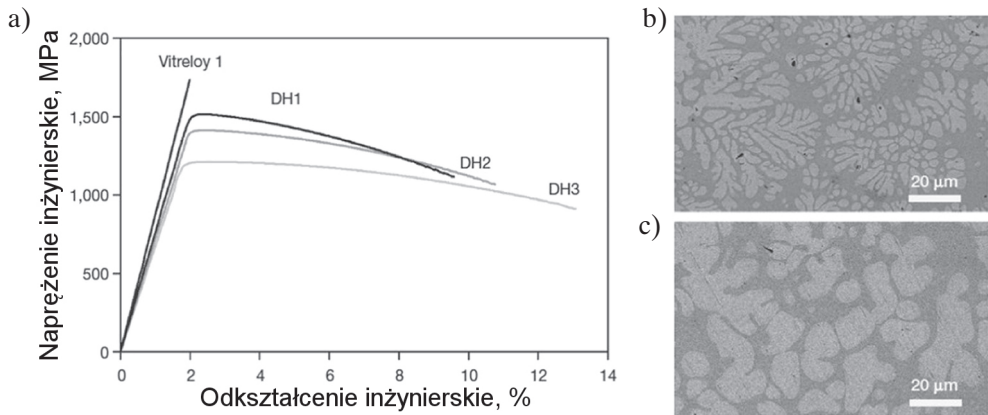 a)
Naprężenie inżynierskie, MPa
2,000
1,500
1,000
500
0
Vitreloy 1
DH1
DH2
DH3
0 2 4 6 8 10 12 14
Odkształcenie inżynierskie, %
b)
20 µm
c)
20 µm